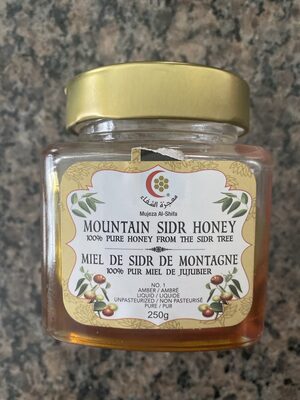 معجزة الشفاء
Mujeza Al-Shifa
MOUNTAIN SIDR HONEY
100% PURE HONEY FROM THE SIDR TREE
MIEL DE SIDR DE MONTAGNE
100% PUR MIEL DE JUJUBIER
NO. 1
AMBER / AMBRÉ
LIQUID / LIQUIDE
UNPASTEURIZED / NON PASTEURISÉ
PURE / PUR
250g